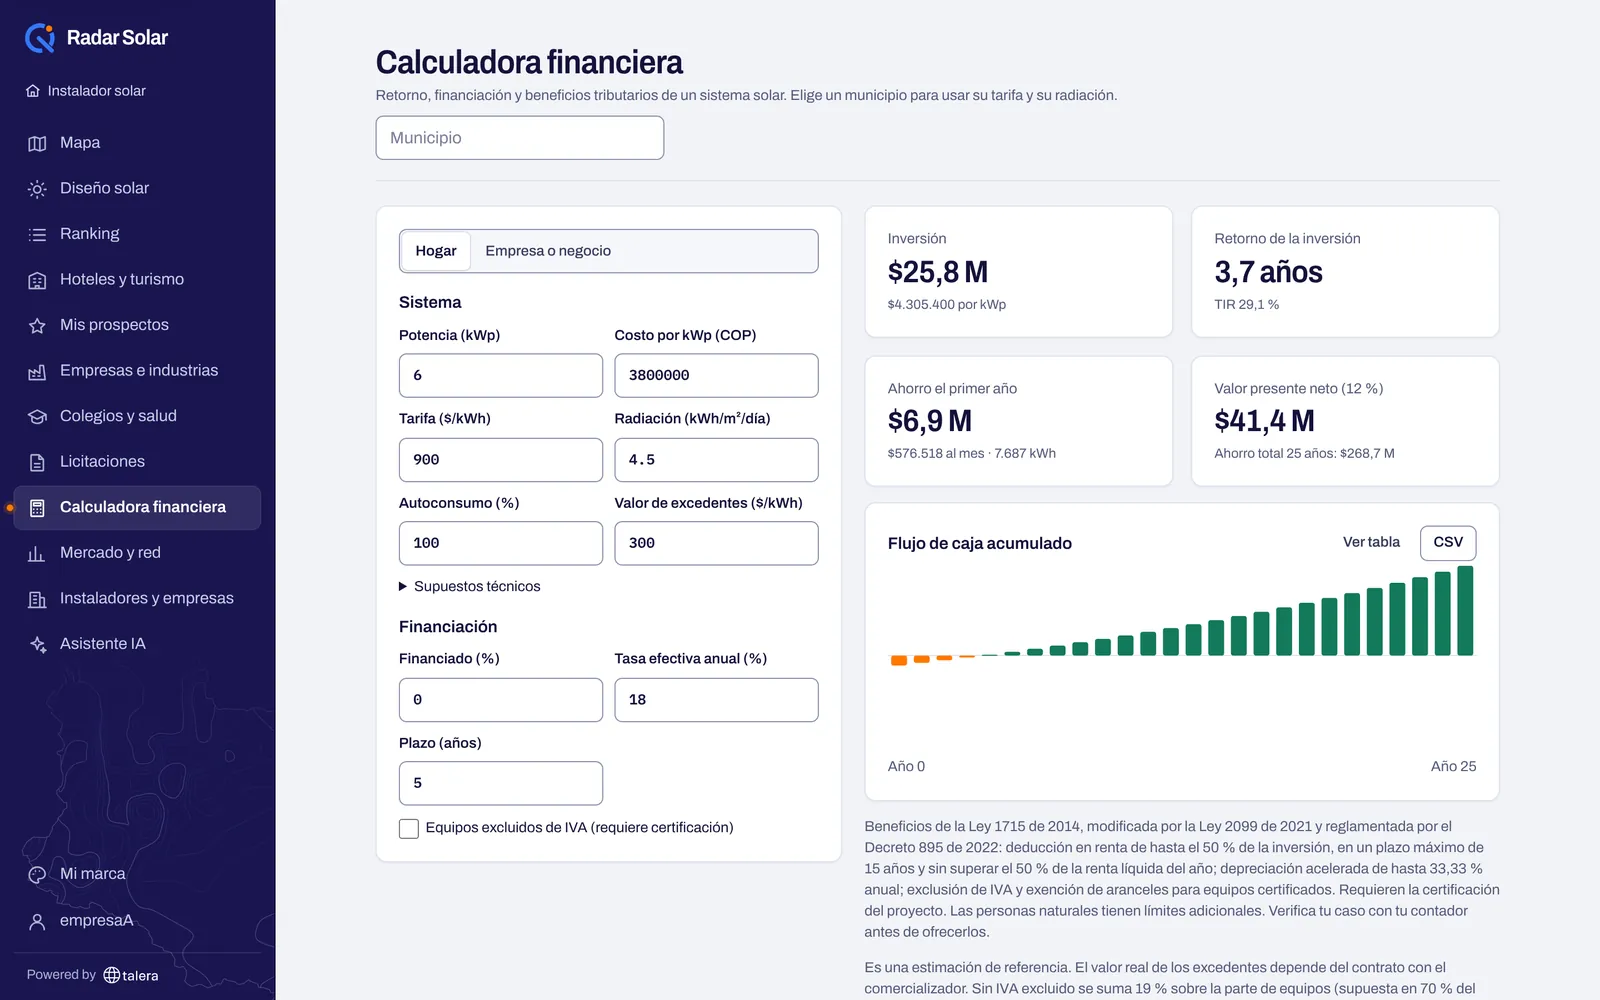 Radar Solar
Instalador solar
Mapa
Diseño solar
Ranking
Hoteles y turismo
Mis prospectos
Empresas e industrias
Colegios y salud
Licitaciones
Calculadora financiera
Mercado y red
Instaladores y empresas
Asistente IA
Mi marca
empresaA
Powered by talera
Calculadora financiera
Retorno, financiación y beneficios tributarios de un sistema solar. Elige un municipio para usar su tarifa y su radiación.
Municipio
Hogar Empresa o negocio
Sistema
Potencia (kWp) Costo por kWp (COP)
6 3800000
Tarifa ($/kWh) Radiación (kWh/m²/día)
900 4.5
Autoconsumo (%) Valor de excedentes ($/kWh)
100 300
Supuestos técnicos
Financiación
Financiado (%) Tasa efectiva anual (%)
0 18
Plazo (años)
5
Equipos excluidos de IVA (requiere certificación)
Inversión
$25,8 M
$4.305.400 por kWp
Retorno de la inversión
3,7 años
TIR 29,1 %
Ahorro el primer año
$6,9 M
$576.518 al mes · 7.687 kWh
Valor presente neto (12 %)
$41,4 M
Ahorro total 25 años: $268,7 M
Flujo de caja acumulado Ver tabla CSV
Año 0 Año 25
Beneficios de la Ley 1715 de 2014, modificada por la Ley 2099 de 2021 y reglamentada por el
Decreto 895 de 2022: deducción en renta de hasta el 50 % de la inversión, en un plazo máximo de
15 años y sin superar el 50 % de la renta líquida del año; depreciación acelerada de hasta 33,33 %
anual; exclusión de IVA y exención de aranceles para equipos certificados. Requieren la certificación
del proyecto. Las personas naturales tienen límites adicionales. Verifica tu caso con tu contador
antes de ofrecerlos.
Es una estimación de referencia. El valor real de los excedentes depende del contrato con el
comercializador. Sin IVA excluido se suma 19 % sobre la parte de equipos (supuesta en 70 % del